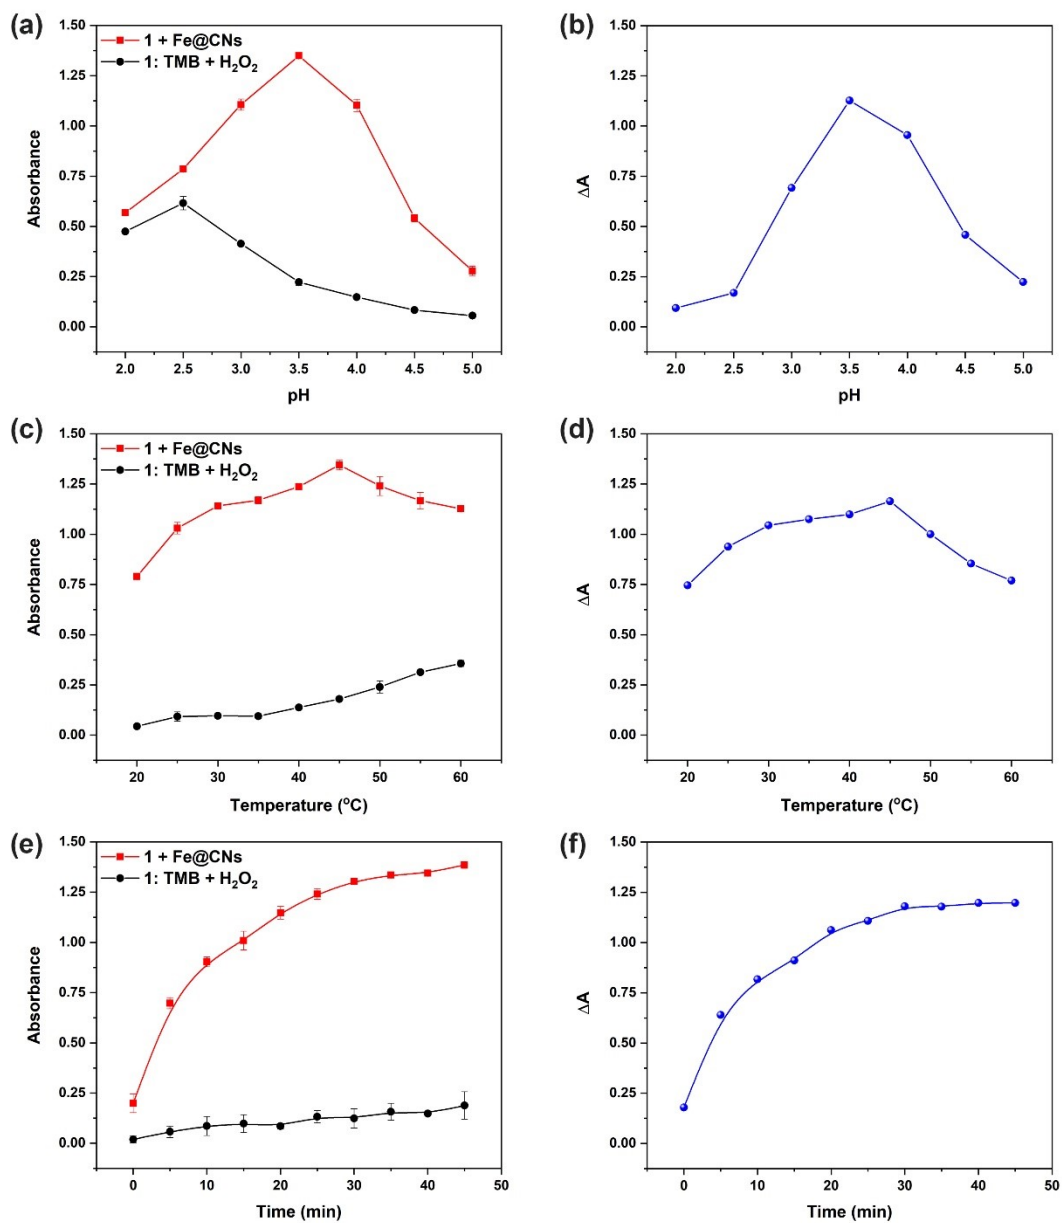 (a)
1 + Fe@CNs
1: TMB + H₂O₂
1.50
1.25
1.00
0.75
0.50
0.25
0.00
Absorbance
2.0 2.5 3.0 3.5 4.0 4.5 5.0
pH
(b)
1.50
1.25
1.00
0.75
0.50
0.25
0.00
ΔA
2.0 2.5 3.0 3.5 4.0 4.5 5.0
pH
(c)
1 + Fe@CNs
1: TMB + H₂O₂
1.50
1.25
1.00
0.75
0.50
0.25
0.00
Absorbance
20 30 40 50 60
Temperature (°C)
(d)
1.50
1.25
1.00
0.75
0.50
0.25
0.00
ΔA
20 30 40 50 60
Temperature (°C)
(e)
1 + Fe@CNs
1: TMB + H₂O₂
1.50
1.25
1.00
0.75
0.50
0.25
0.00
Absorbance
0 10 20 30 40 50
Time (min)
(f)
1.50
1.25
1.00
0.75
0.50
0.25
0.00
ΔA
0 10 20 30 40 50
Time (min)